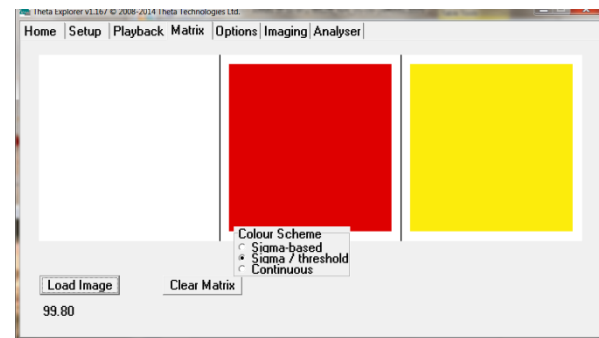 Theta Explorer v1.167 © 2008-2014 Theta Technologies Ltd.
Home Setup Playback Matrix Options Imaging Analyser
Colour Scheme
Sigma-based
Sigma / threshold
Continuous
Load Image Clear Matrix
99.80